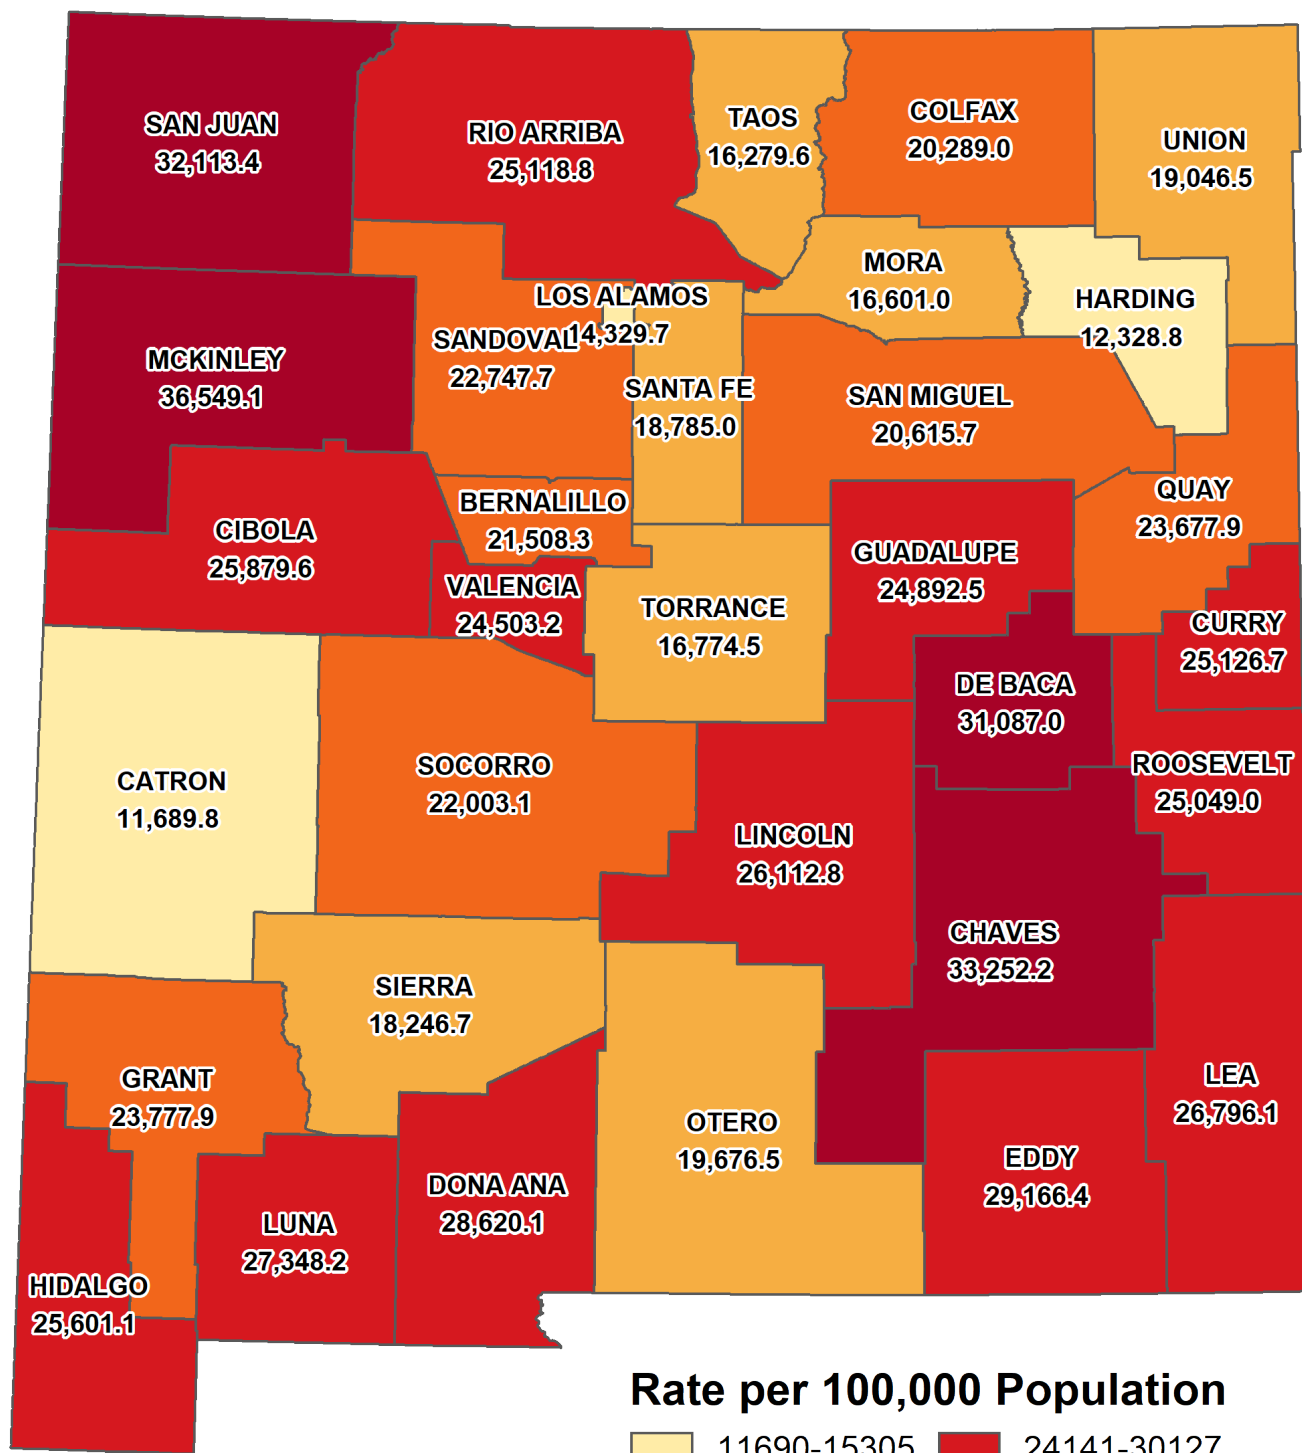 SAN JUAN
32,113.4
RIO ARRIBA
25,118.8
TAOS
16,279.6
COLFAX
20,289.0
UNION
19,046.5
MORA
16,601.0
HARDING
12,328.8
LOS ALAMOS
14,329.7
SANDOVAL
22,747.7
MCKINLEY
36,549.1
SANTA FE
18,785.0
SAN MIGUEL
20,615.7
QUAY
23,677.9
BERNALILLO
21,508.3
CIBOLA
25,879.6
GUADALUPE
24,892.5
VALENCIA
24,503.2
TORRANCE
16,774.5
CURRY
25,126.7
DE BACA
31,087.0
CATRON
11,689.8
SOCORRO
22,003.1
ROOSEVELT
25,049.0
LINCOLN
26,112.8
CHAVES
33,252.2
SIERRA
18,246.7
GRANT
23,777.9
LEA
26,796.1
OTERO
19,676.5
EDDY
29,166.4
DONA ANA
28,620.1
LUNA
27,348.2
HIDALGO
25,601.1
Rate per 100,000 Population
11690-15305
24141-30127